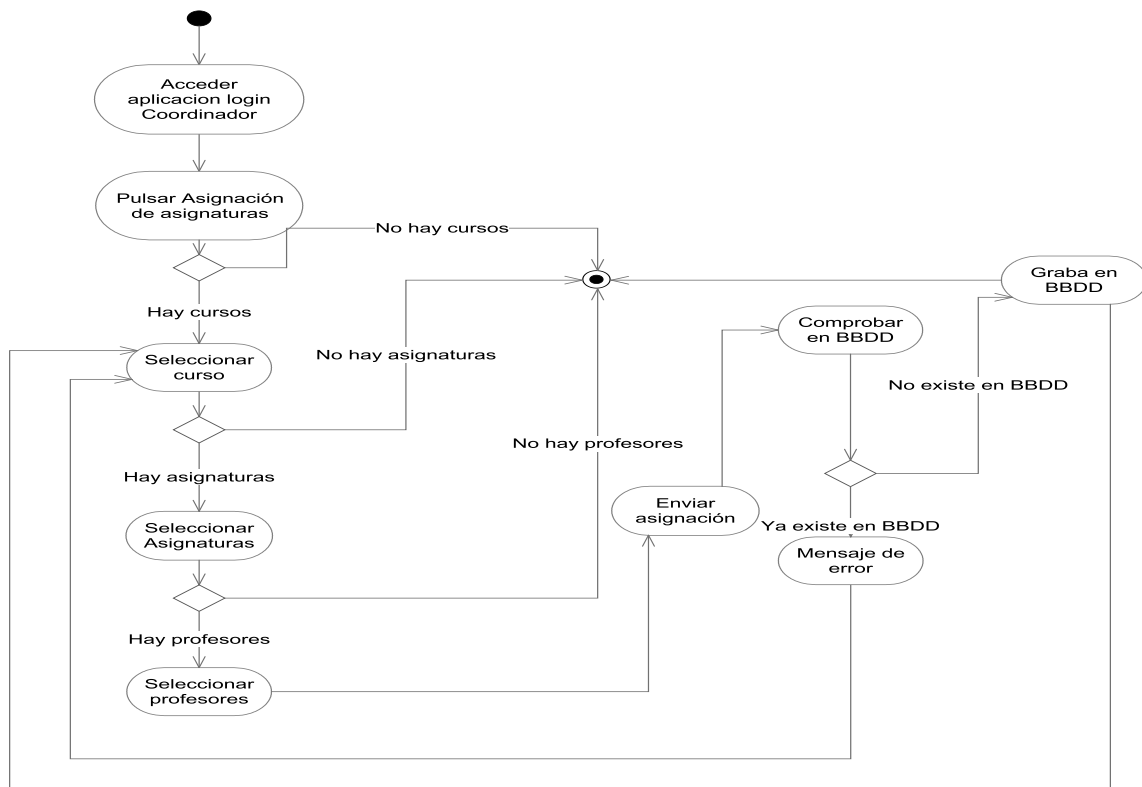 Acceder
aplicacion login
Coordinador
Pulsar Asignación
de asignaturas
No hay cursos
Hay cursos
Seleccionar
curso
No hay asignaturas
Hay asignaturas
Seleccionar
Asignaturas
No hay profesores
Hay profesores
Seleccionar
profesores
Enviar
asignación
Comprobar
en BBDD
No existe en BBDD
Graba en
BBDD
Ya existe en BBDD
Mensaje de
error